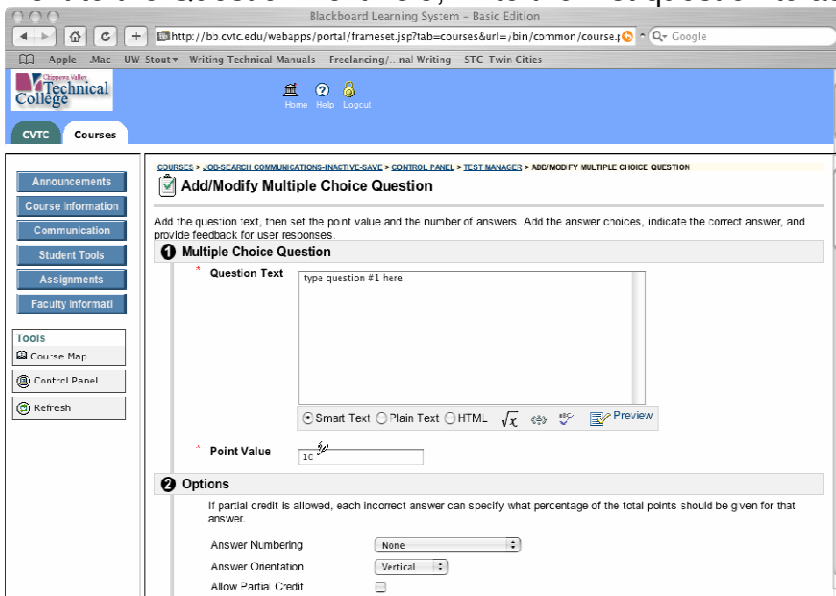 Blackboard Learning System – Basic Edition
http://bb.cvtc.edu/webapps/portal/frameset.jsp?tab=courses&url=/bin/common/course.p
Google
Apple .Mac UW Stout Writing Technical Manuals Freelancing/...nal Writing STC Twin Cities
Chippewa Valley
Technical
College
Home Help Logout
CVTC Courses
COURSES > JOB-SEARCH COMMUNICATIONS-INACTIVE-SAVE > CONTROL PANEL > TEST MANAGER > ADD/MODIFY MULTIPLE CHOICE QUESTION
Add/Modify Multiple Choice Question
Add the question text, then set the point value and the number of answers. Add the answer choices, indicate the correct answer, and
provide feedback for user responses.
Announcements
Course Information
Communication
Student Tools
Assignments
Faculty Informati
Tools
Course Map
Control Panel
Refresh
1 Multiple Choice Question
* Question Text
type question #1 here
Smart Text Plain Text HTML √x ABC Preview
* Point Value
10
2 Options
If partial credit is allowed, each incorrect answer can specify what percentage of the total points should be given for that
answer.
Answer Numbering None
Answer Orientation Vertical
Allow Partial Credit